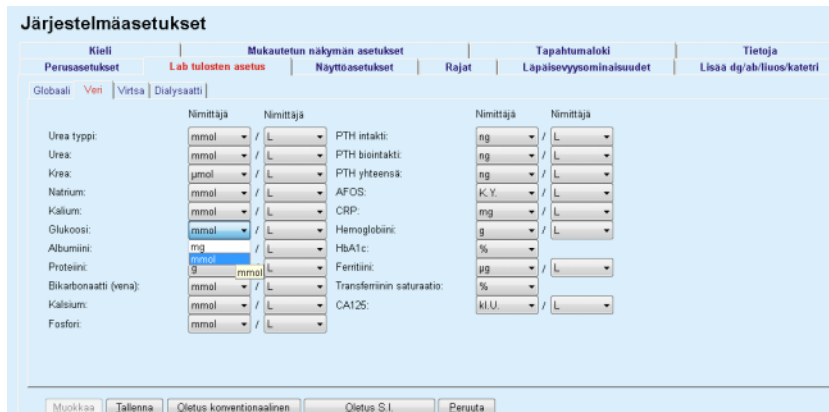 Järjestelmäasetukset
Kieli Mukautetun näkymän asetukset Tapahtumaloki Tietoja
Perusasetukset Lab tulosten asetus Näyttöasetukset Rajat Läpäisevyysominaisuudet Lisää dg/ab/liuos/katetri
Globaali Veri Virtsa Dialysaatti
Nimittäjä Nimittäjä Nimittäjä Nimittäjä
Urea typpi: mmol / L PTH intakti: ng / L
Urea: mmol / L PTH biointakti: ng / L
Krea: µmol / L PTH yhteensä: ng / L
Natrium: mmol / L AFOS: K.Y. / L
Kalium: mmol / L CRP: mg / L
Glukoosi: mmol / L Hemoglobiini: g / L
Albumiini: mg / L HbA1c: %
mmol
Proteiini: g mmol L Ferritiini: µg / L
Bikarbonaatti (vena): mmol / L Transferriinin saturaatio: %
Kalsium: mmol / L CA125: kl.U. / L
Fosfori: mmol / L
Muokkaa Tallenna Oletus konventionaalinen Oletus S.I. Peruuta